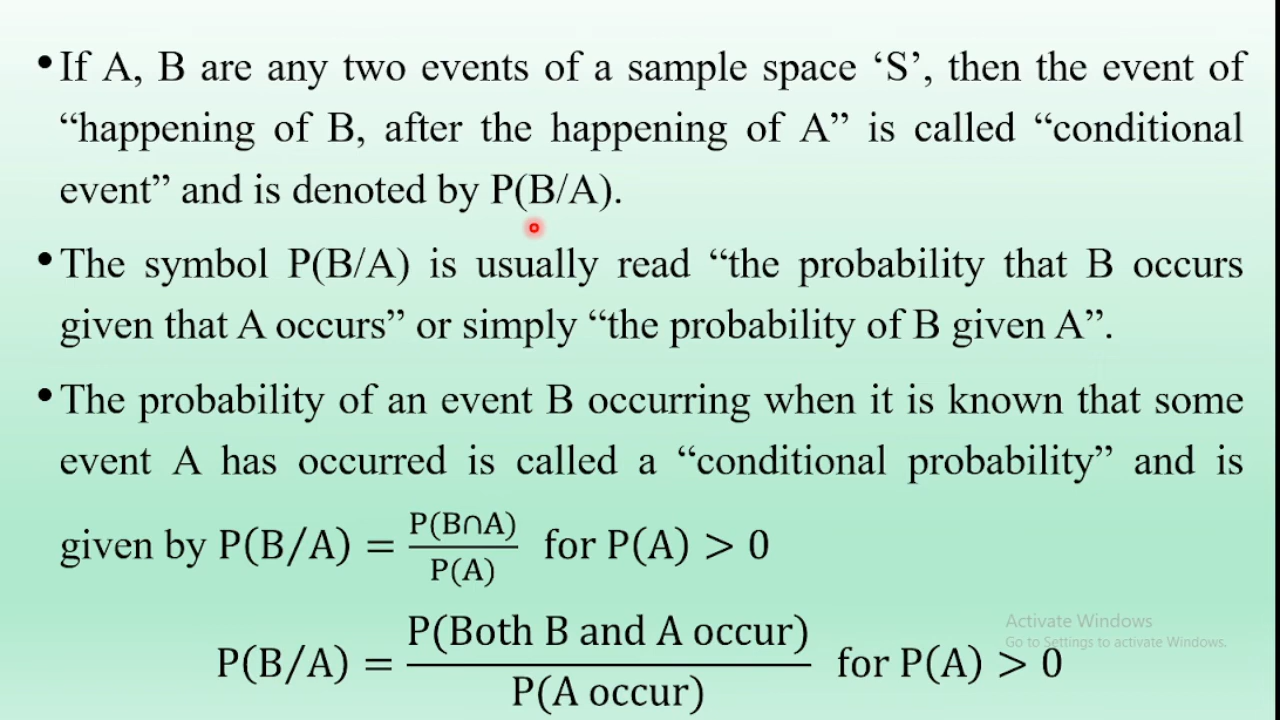 •If A, B are any two events of a sample space ‘S’, then the event of
“happening of B, after the happening of A” is called “conditional
event” and is denoted by P(B/A).
•The symbol P(B/A) is usually read “the probability that B occurs
given that A occurs” or simply “the probability of B given A”.
•The probability of an event B occurring when it is known that some
event A has occurred is called a “conditional probability” and is
given by P(B/A) = P(B∩A)/P(A) for P(A) > 0
P(B/A) = P(Both B and A occur)/P(A occur) for P(A) > 0
Activate Windows
Go to Settings to activate Windows.